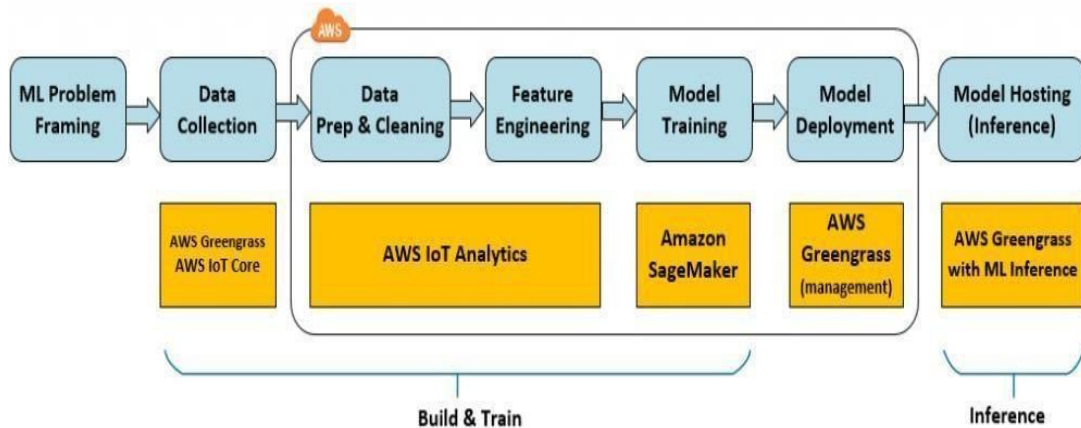 AWS
ML Problem
Framing
Data
Collection
Data
Prep & Cleaning
Feature
Engineering
Model
Training
Model
Deployment
Model Hosting
(Inference)
AWS Greengrass
AWS IoT Core
AWS IoT Analytics
Amazon
SageMaker
AWS
Greengrass
(management)
AWS Greengrass
with ML Inference
Build & Train
Inference